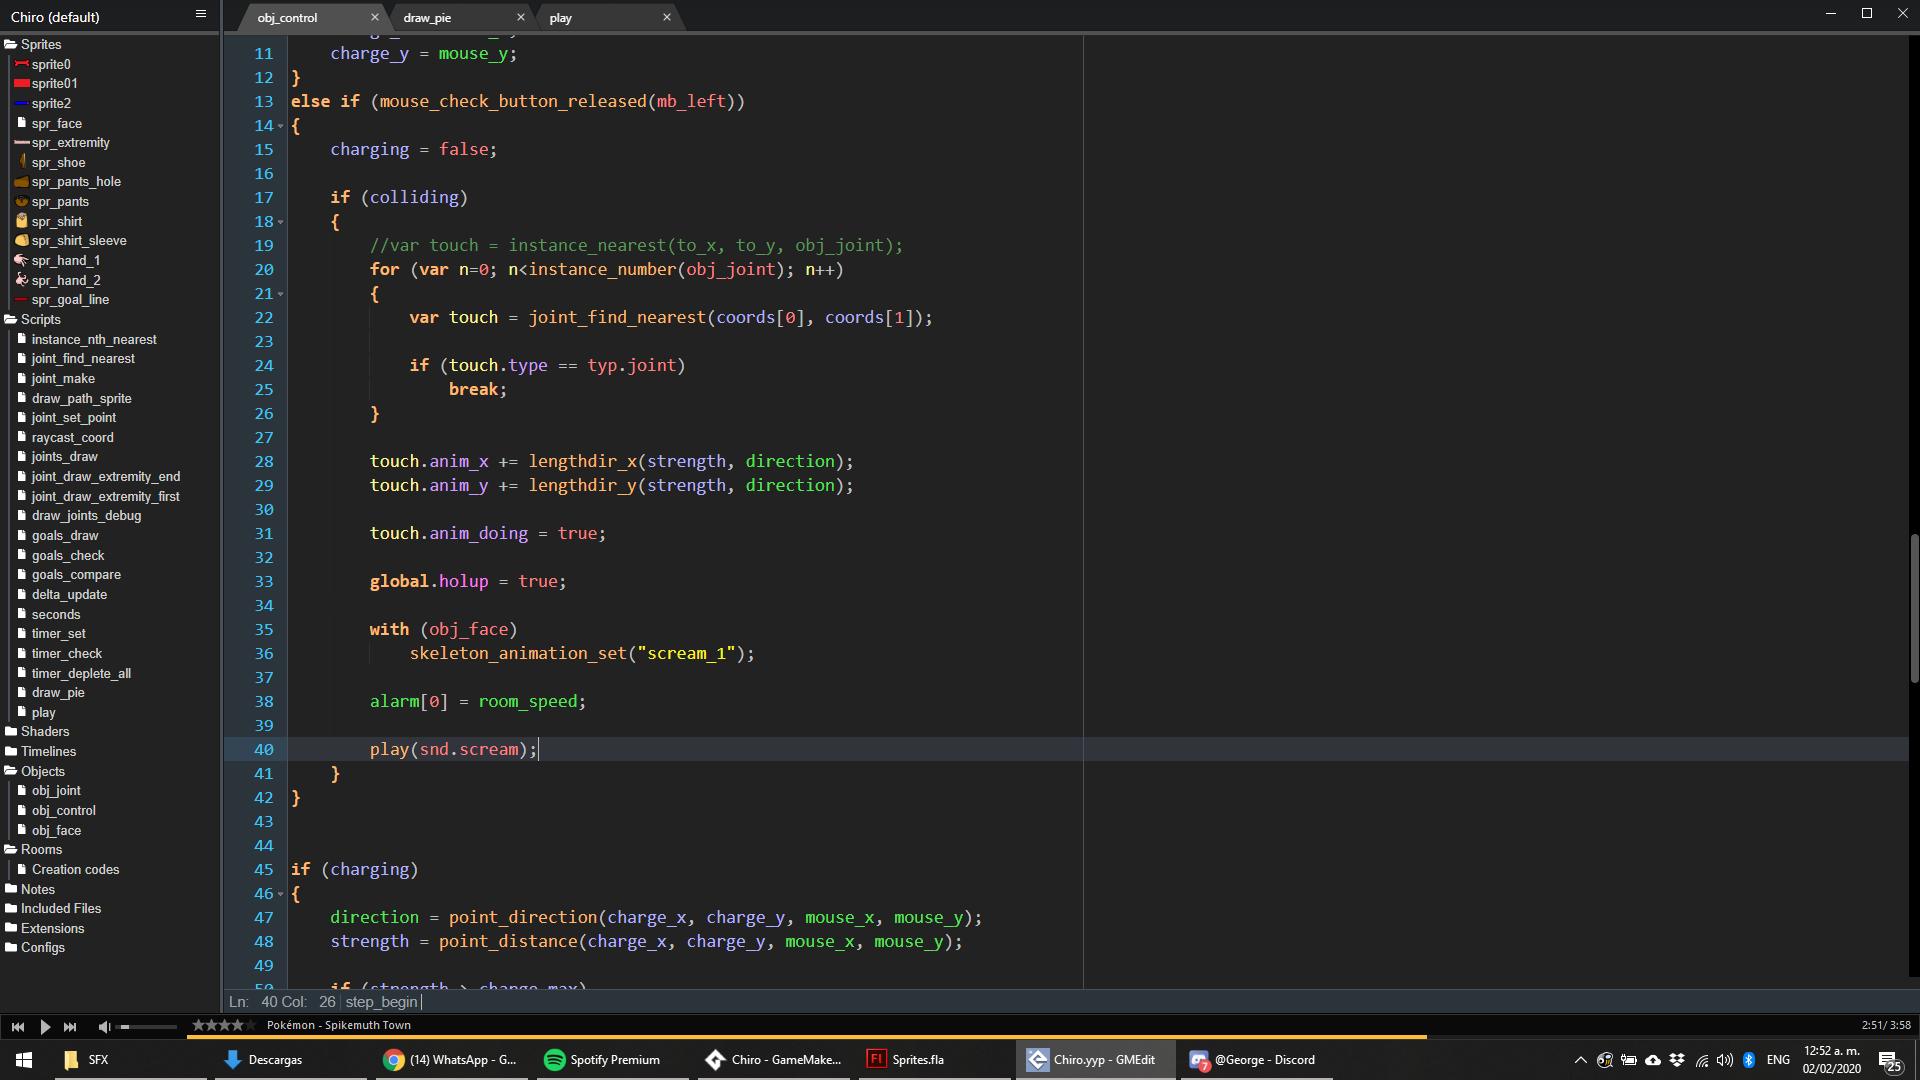 Chiro (default)
obj_control
draw_pie
play
Sprites
sprite0
sprite01
sprite2
spr_face
spr_extremity
spr_shoe
spr_pants_hole
spr_pants
spr_shirt
spr_shirt_sleeve
spr_hand_1
spr_hand_2
spr_goal_line
Scripts
instance_nth_nearest
joint_find_nearest
joint_make
draw_path_sprite
joint_set_point
raycast_coord
joints_draw
joint_draw_extremity_end
joint_draw_extremity_first
draw_joints_debug
goals_draw
goals_check
goals_compare
delta_update
seconds
timer_set
timer_check
timer_deplete_all
draw_pie
play
Shaders
Timelines
Objects
obj_joint
obj_control
obj_face
Rooms
Creation codes
Notes
Included Files
Extensions
Configs
11 charge_y = mouse_y;
12 }
13 else if (mouse_check_button_released(mb_left))
14 {
15 charging = false;
16
17 if (colliding)
18 {
19 //var touch = instance_nearest(to_x, to_y, obj_joint);
20 for (var n=0; n<instance_number(obj_joint); n++)
21 {
22 var touch = joint_find_nearest(coords[0], coords[1]);
23
24 if (touch.type == typ.joint)
25 break;
26 }
27
28 touch.anim_x += lengthdir_x(strength, direction);
29 touch.anim_y += lengthdir_y(strength, direction);
30
31 touch.anim_doing = true;
32
33 global.holup = true;
34
35 with (obj_face)
36 skeleton_animation_set("scream_1");
37
38 alarm[0] = room_speed;
39
40 play(snd.scream);
41 }
42 }
43
44
45 if (charging)
46 {
47 direction = point_direction(charge_x, charge_y, mouse_x, mouse_y);
48 strength = point_distance(charge_x, charge_y, mouse_x, mouse_y);
49
50 if (strength > charge_max)
Ln: 40 Col: 26 step_begin
Pokémon - Spikemuth Town
2:51/ 3:58
SFX
Descargas
(14) WhatsApp - G...
Spotify Premium
Chiro - GameMake...
Sprites.fla
Chiro.yyp - GMEdit
@George - Discord
ENG
12:52 a. m.
02/02/2020
25